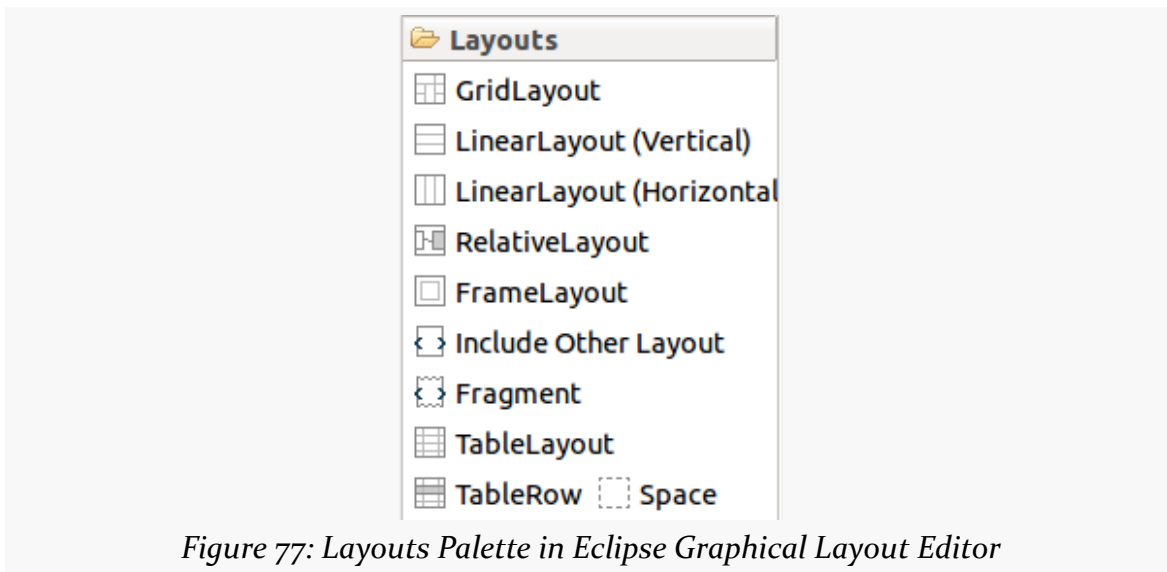 Layouts
GridLayout
LinearLayout (Vertical)
LinearLayout (Horizontal
RelativeLayout
FrameLayout
Include Other Layout
Fragment
TableLayout
TableRow Space
Figure 77: Layouts Palette in Eclipse Graphical Layout Editor